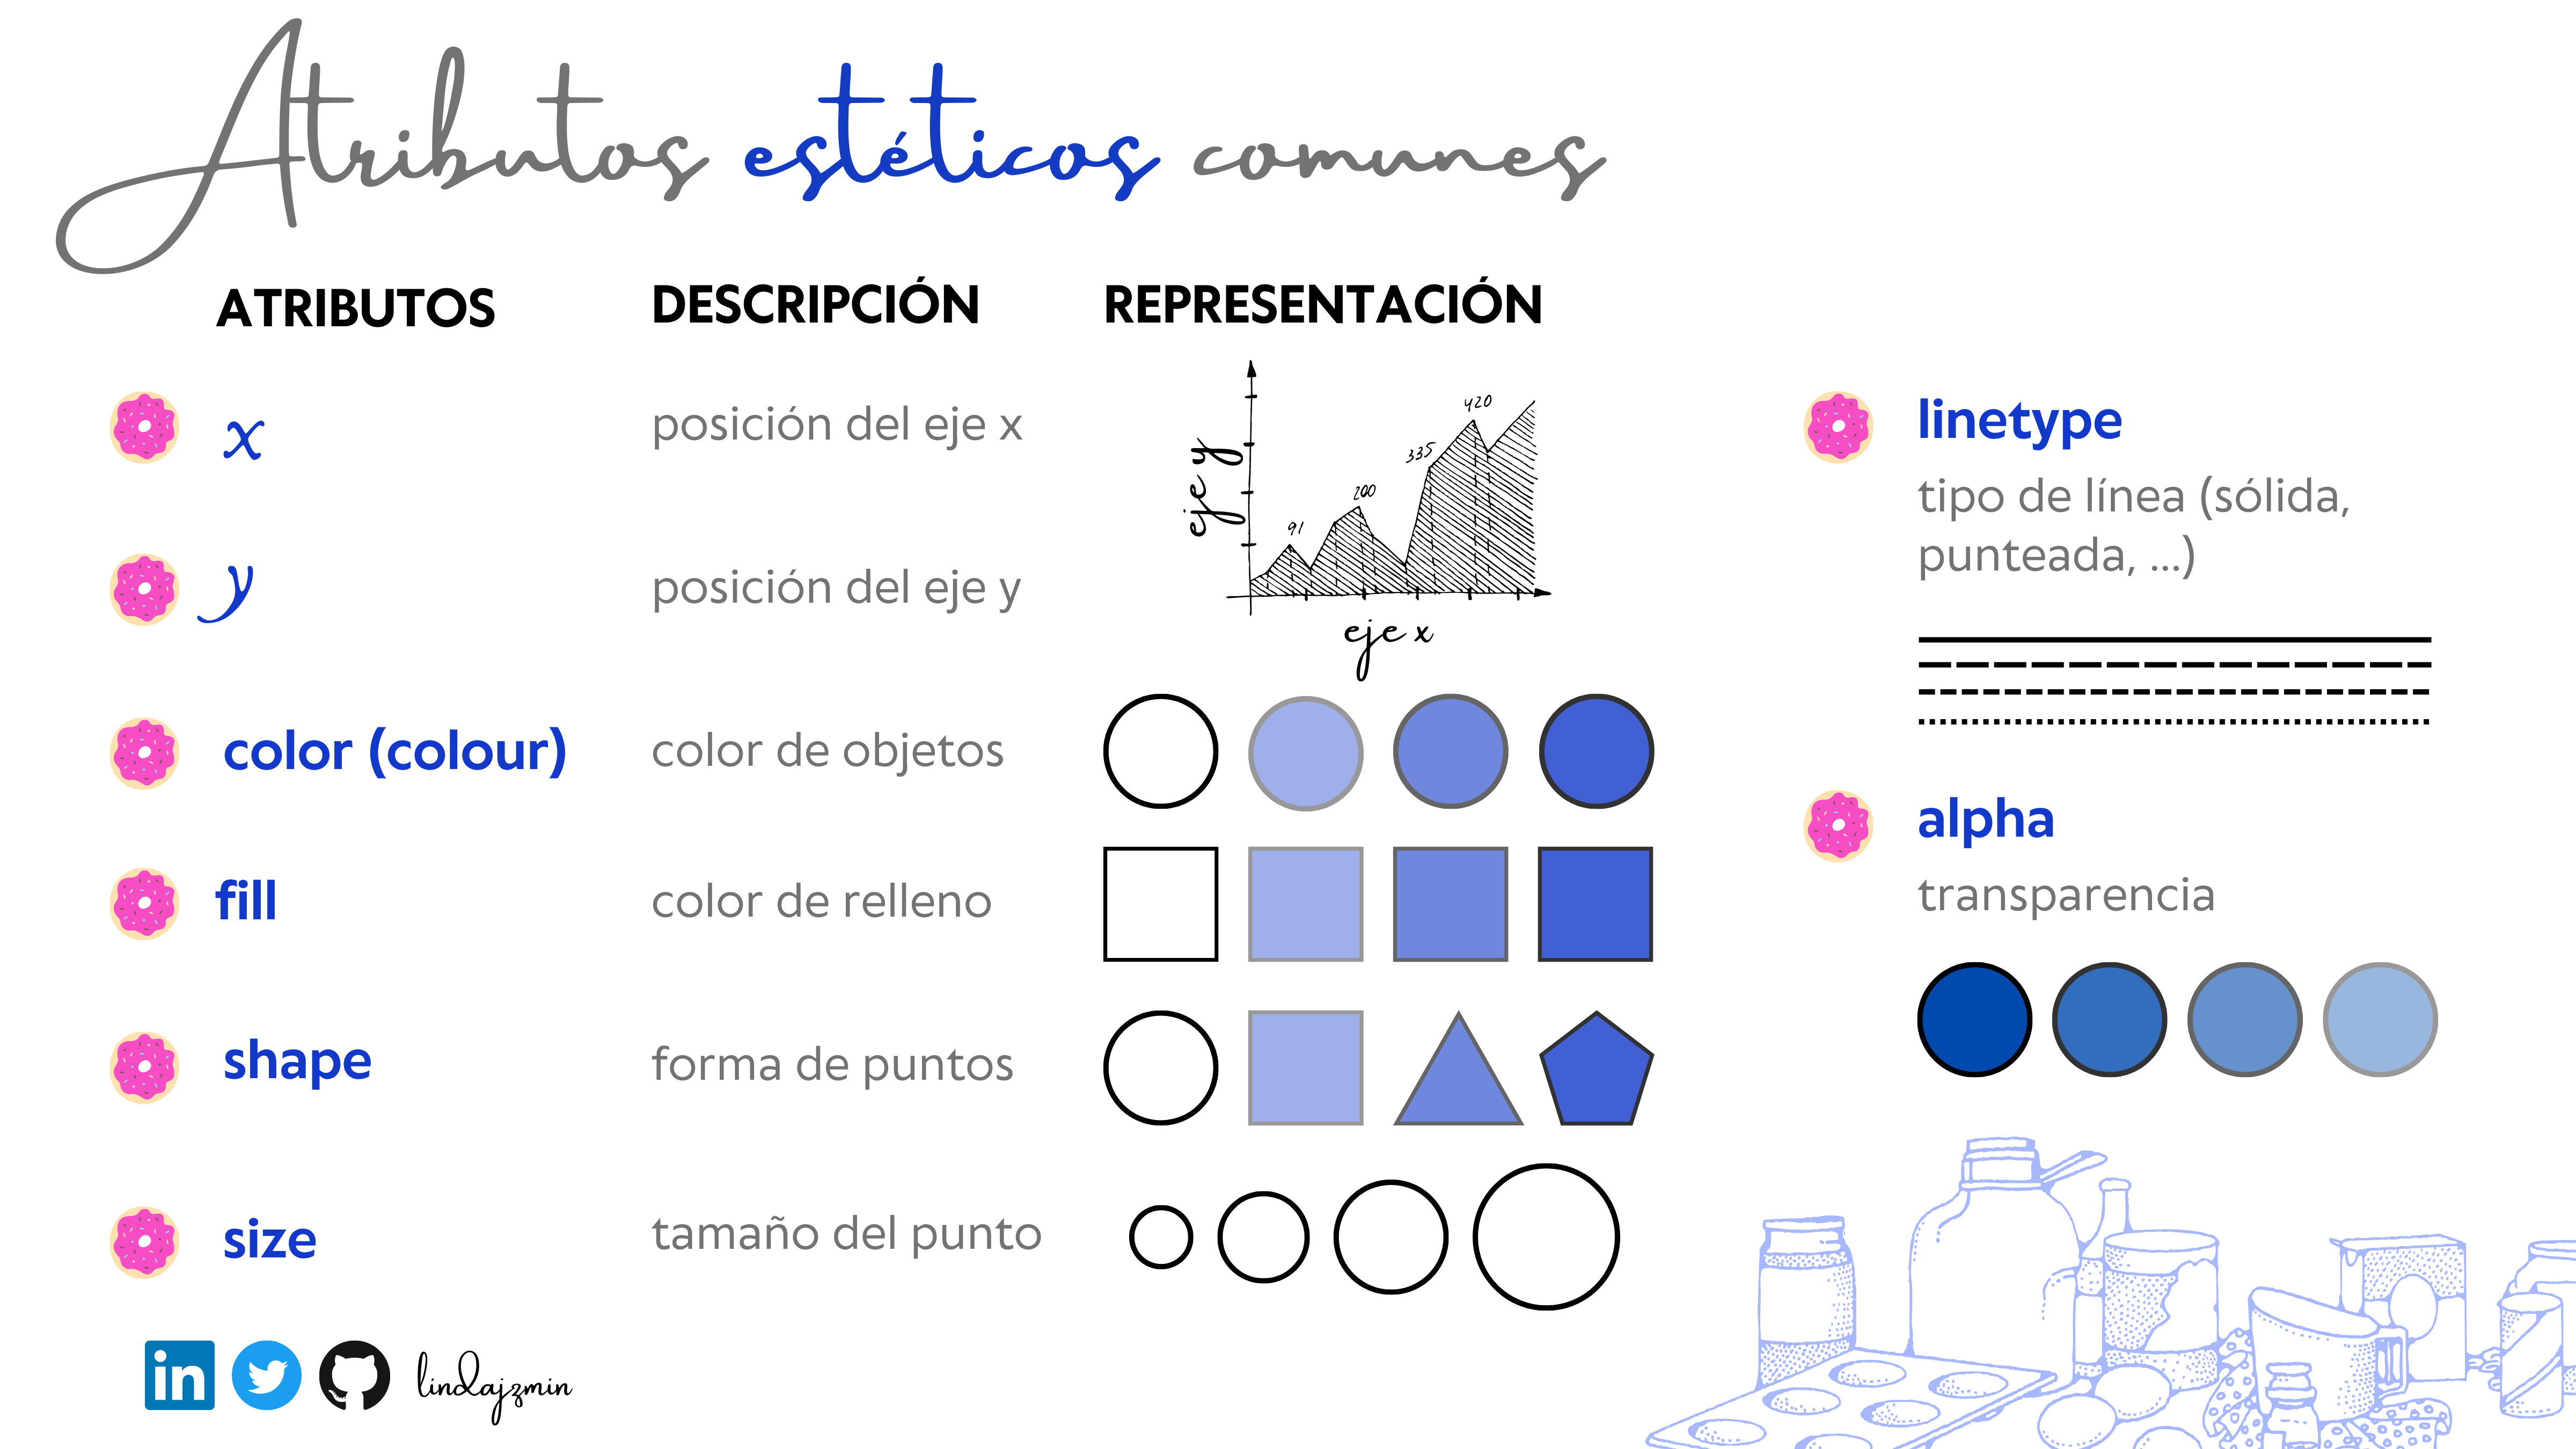 Atributos estéticos comunes
ATRIBUTOS
DESCRIPCIÓN
REPRESENTACIÓN
x
posición del eje x
y
posición del eje y
eje y
91
200
335
420
eje x
color (colour)
color de objetos
fill
color de relleno
shape
forma de puntos
size
tamaño del punto
linetype
tipo de línea (sólida,
punteada, ...)
alpha
transparencia
in
lindajzmin